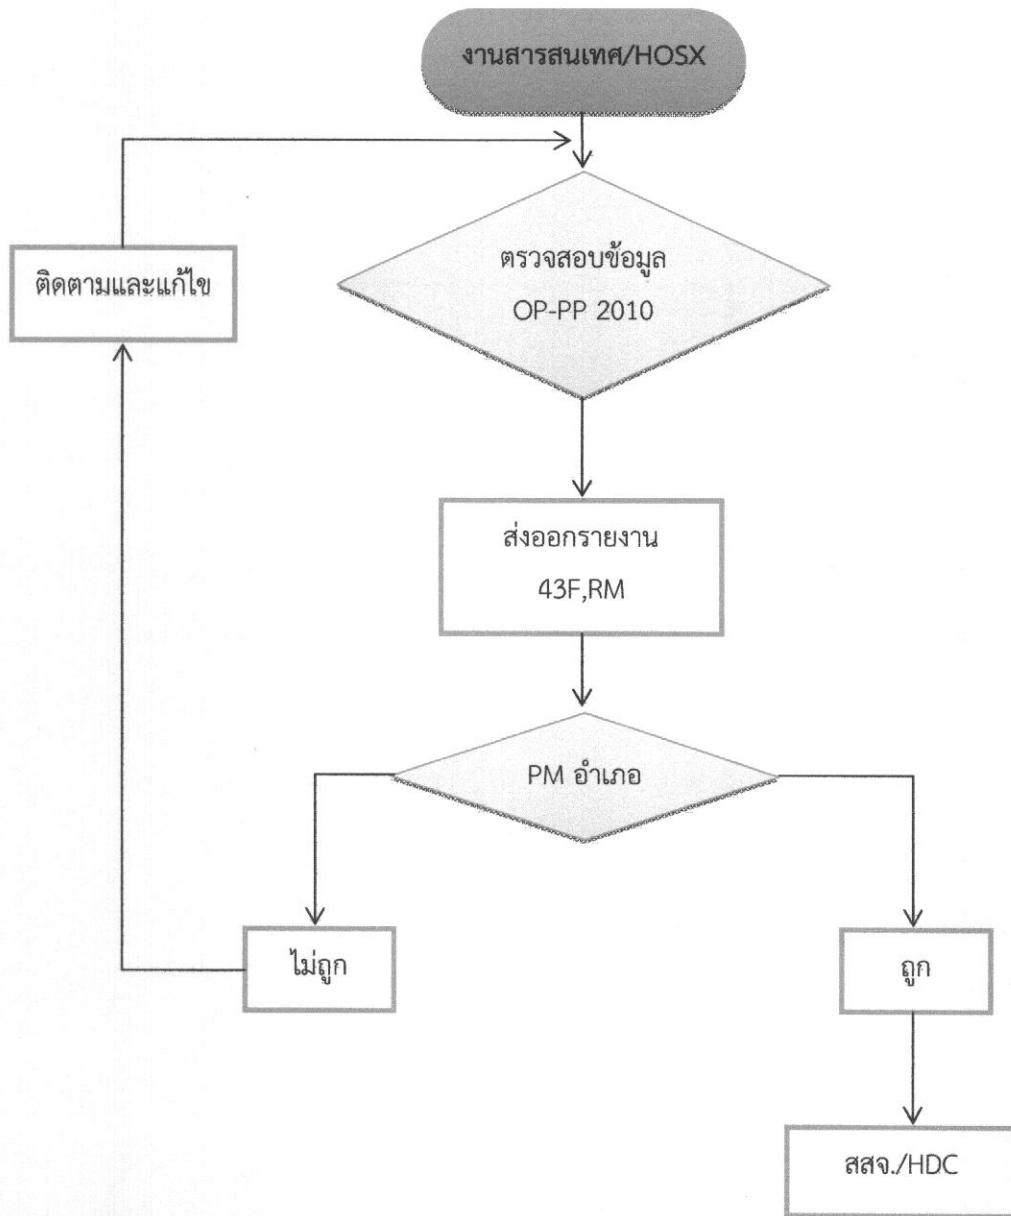 งานสารสนเทศ/HOSX
ตรวจสอบข้อมูล
OP-PP 2010
ติดตามและแก้ไข
ส่งออกรายงาน
43F,RM
PM อำเภอ
ไม่ถูก
ถูก
สสจ./HDC